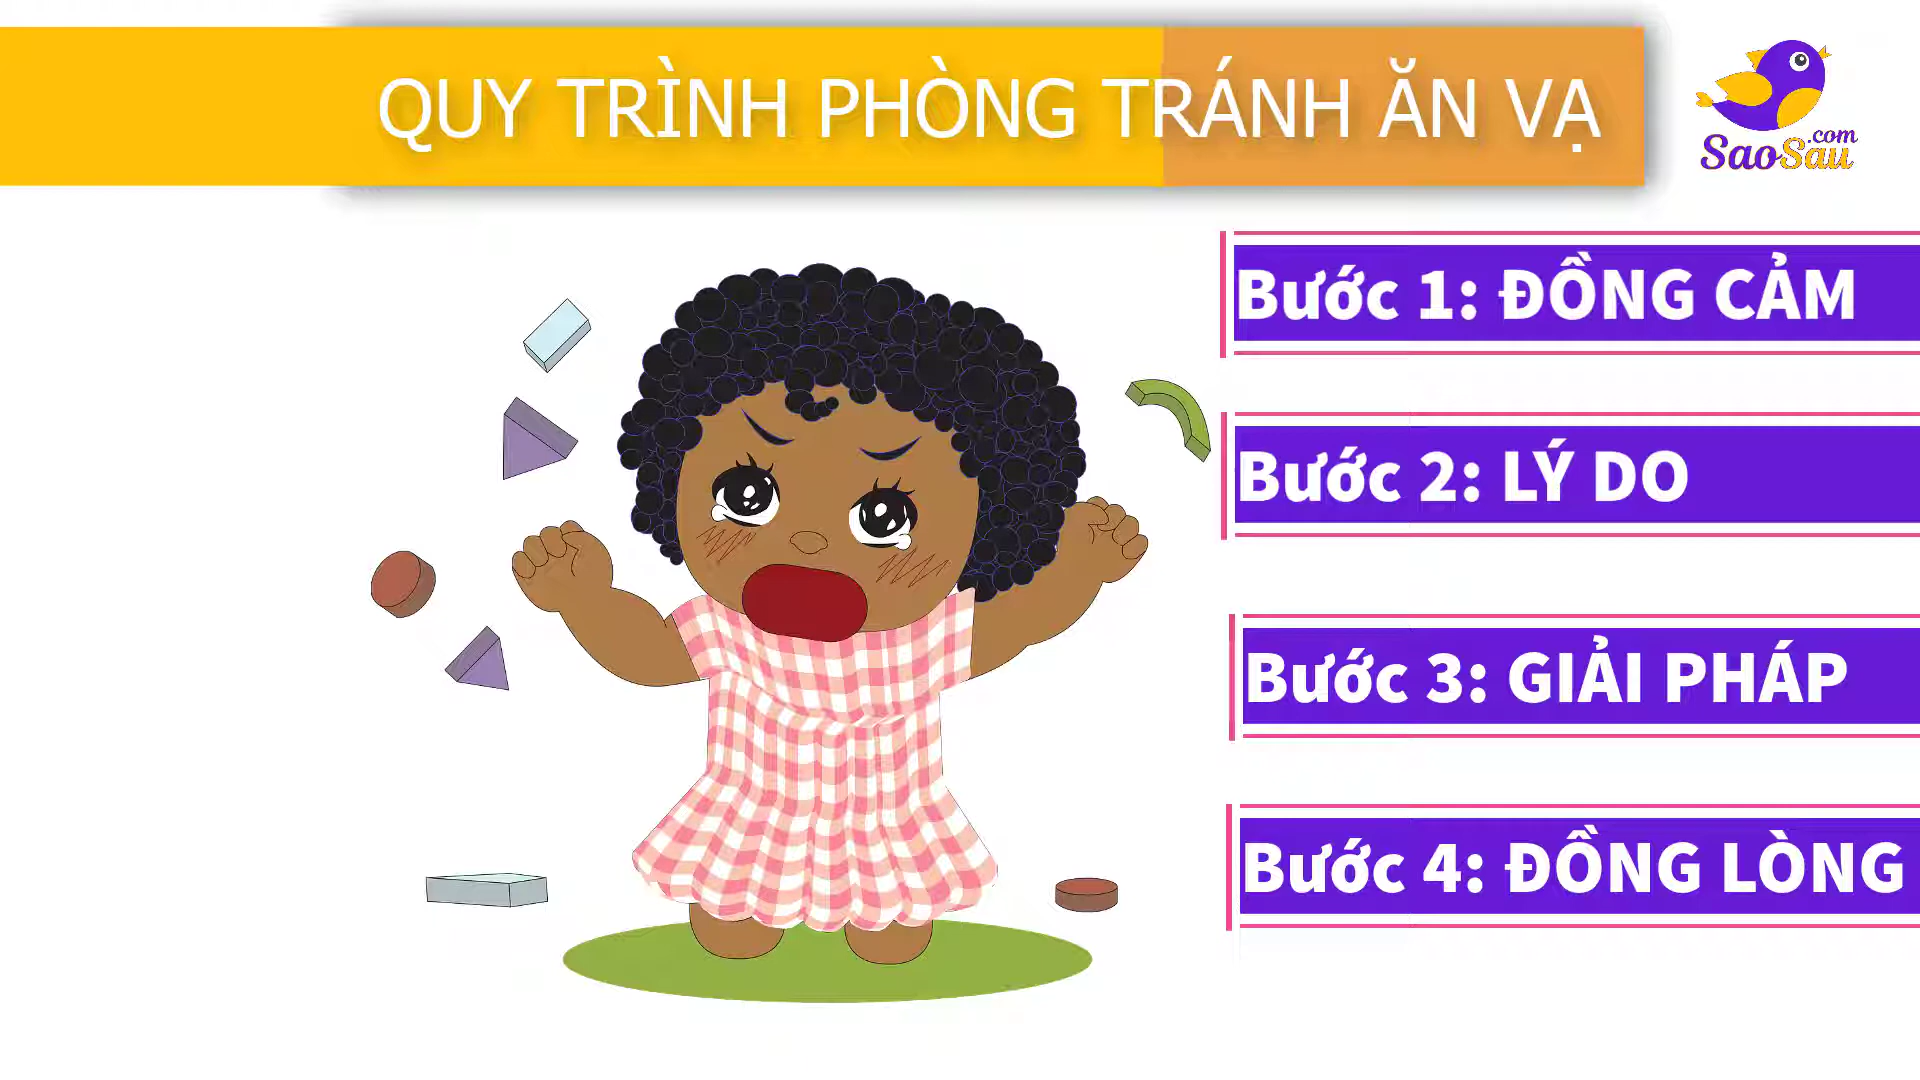 QUY TRÌNH PHÒNG TRÁNH ĂN VẠ
SaoSau.com
Bước 1: ĐỒNG CẢM
Bước 2: LÝ DO
Bước 3: GIẢI PHÁP
Bước 4: ĐỒNG LÒNG